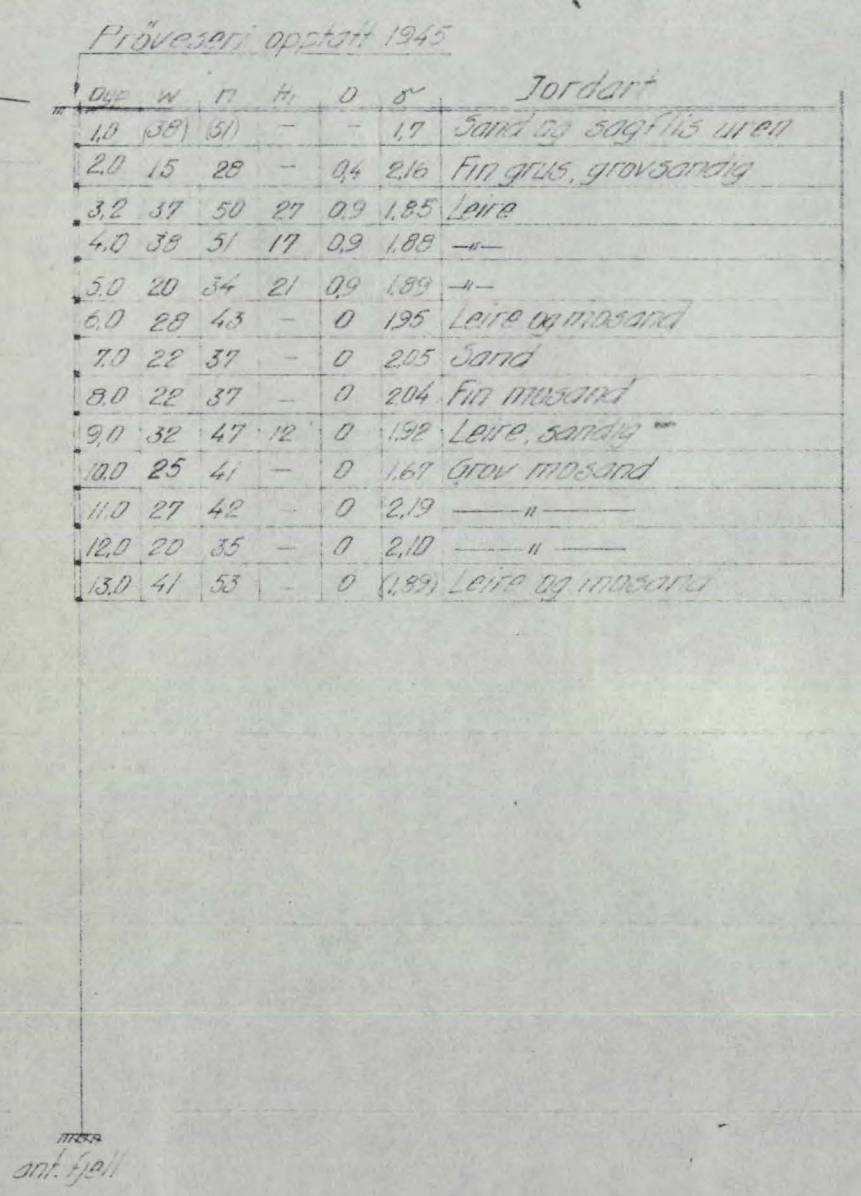 Pröveseri opptatt 1945
Dyp W n H₁ O γ Jordart
1,0 (38) (51) – – 1,7 Sand og sagflis uren
2,0 15 28 – 0,4 2,16 Fin grus, grovsandig
3,2 37 50 27 0,9 1,85 Leire
4,0 38 51 17 0,9 1,88 —"—
5,0 20 34 21 0,9 1,89 —"—
6,0 28 43 – 0 1,95 Leire og mosand
7,0 22 37 – 0 2,05 Sand
8,0 22 37 – 0 2,04 Fin mosand
9,0 32 47 12 0 1,92 Leire, sandig
10,0 25 41 – 0 1,67 Grov mosand
11,0 27 42 – 0 2,19 —"—
12,0 20 35 – 0 2,10 —"—
13,0 41 53 – 0 (1,89) Leire og mosand
ant. fjell